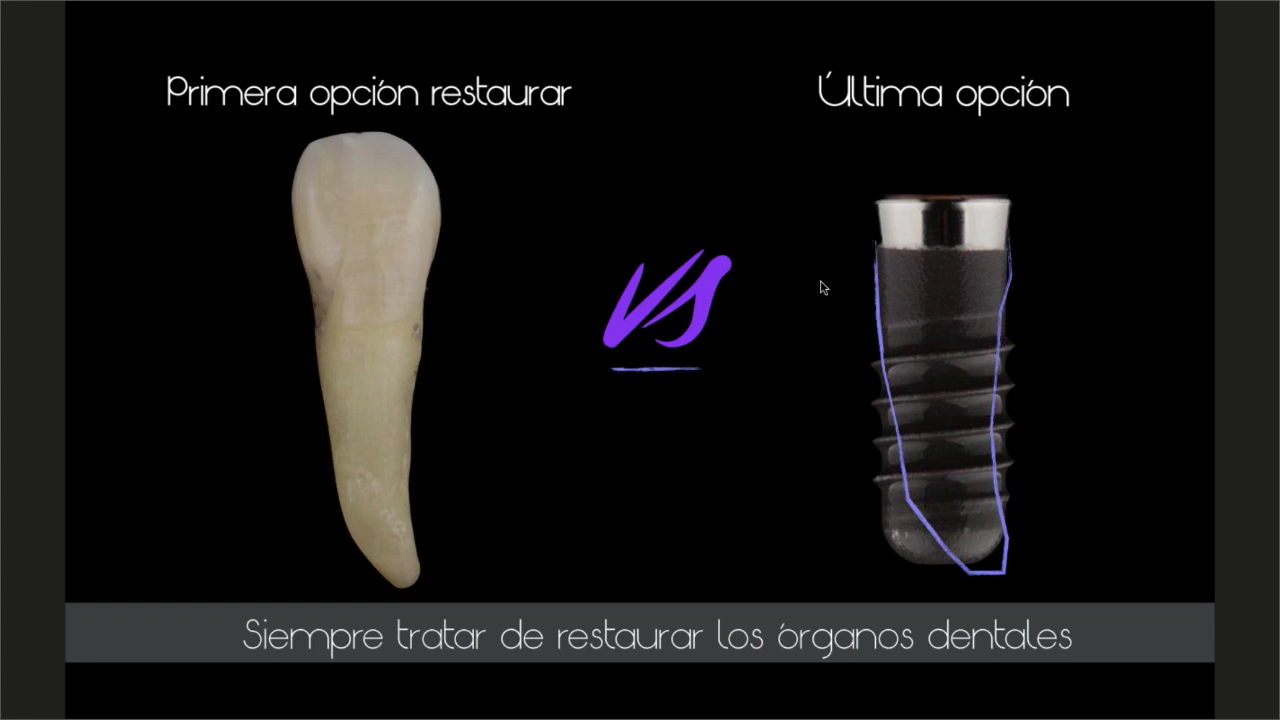 Primera opción restaurar
Última opción
VS
Siempre tratar de restaurar los órganos dentales